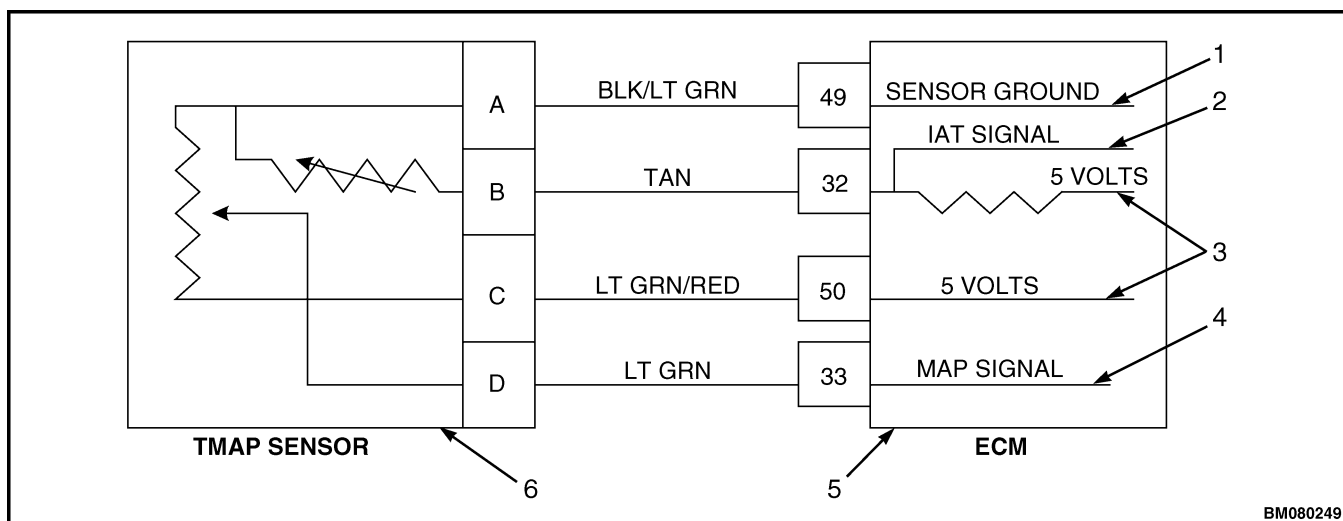 A BLK/LT GRN 49 SENSOR GROUND 1
IAT SIGNAL 2
B TAN 32 5 VOLTS
3
C LT GRN/RED 50 5 VOLTS
4
D LT GRN 33 MAP SIGNAL
TMAP SENSOR ECM
6 5
BM080249